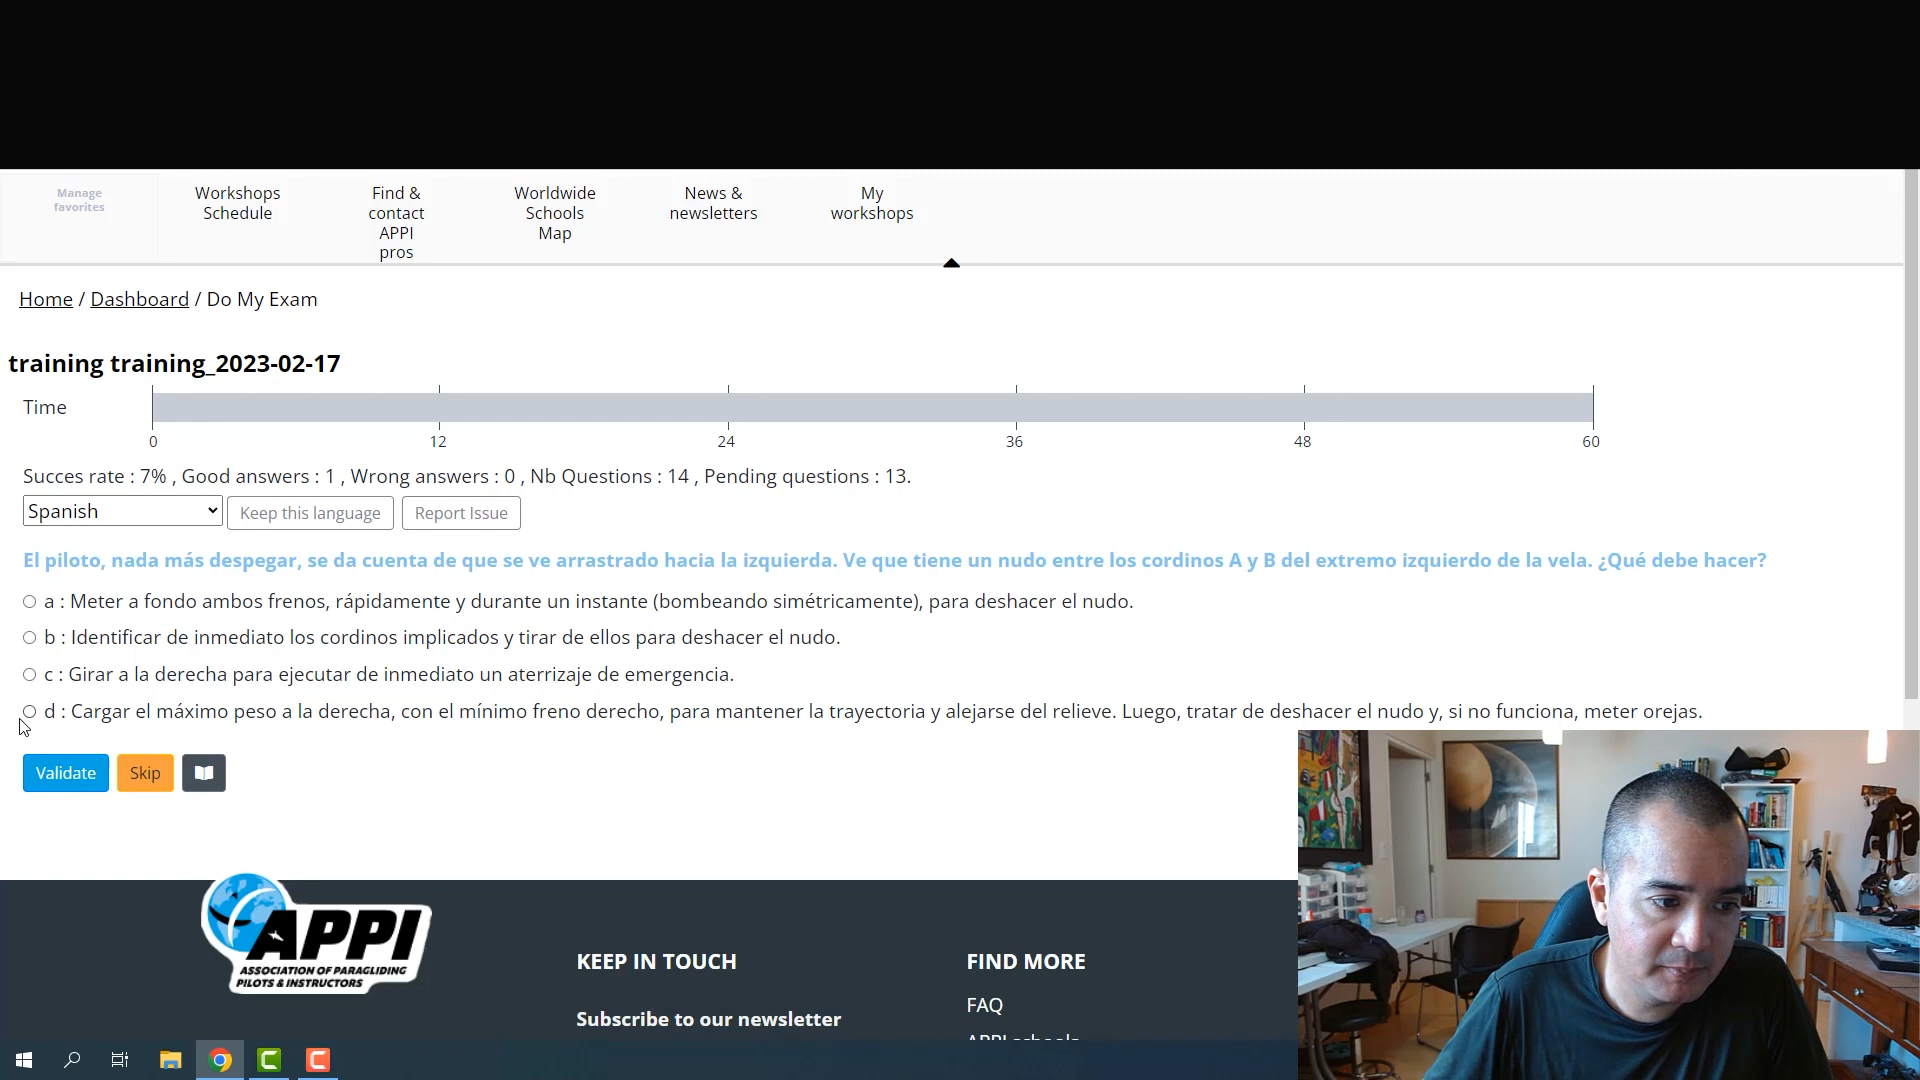 Manage
favorites
Workshops
Schedule
Find &
contact
APPI
pros
Worldwide
Schools
Map
News &
newsletters
My
workshops
Home / Dashboard / Do My Exam
training training_2023-02-17
Time
0 12 24 36 48 60
Succes rate : 7% , Good answers : 1 , Wrong answers : 0 , Nb Questions : 14 , Pending questions : 13.
Spanish Keep this language Report Issue
El piloto, nada más despegar, se da cuenta de que se ve arrastrado hacia la izquierda. Ve que tiene un nudo entre los cordinos A y B del extremo izquierdo de la vela. ¿Qué debe hacer?
a : Meter a fondo ambos frenos, rápidamente y durante un instante (bombeando simétricamente), para deshacer el nudo.
b : Identificar de inmediato los cordinos implicados y tirar de ellos para deshacer el nudo.
c : Girar a la derecha para ejecutar de inmediato un aterrizaje de emergencia.
d : Cargar el máximo peso a la derecha, con el mínimo freno derecho, para mantener la trayectoria y alejarse del relieve. Luego, tratar de deshacer el nudo y, si no funciona, meter orejas.
Validate Skip
APPI
ASSOCIATION OF PARAGLIDING
PILOTS & INSTRUCTORS
KEEP IN TOUCH
Subscribe to our newsletter
FIND MORE
FAQ
APPI schools